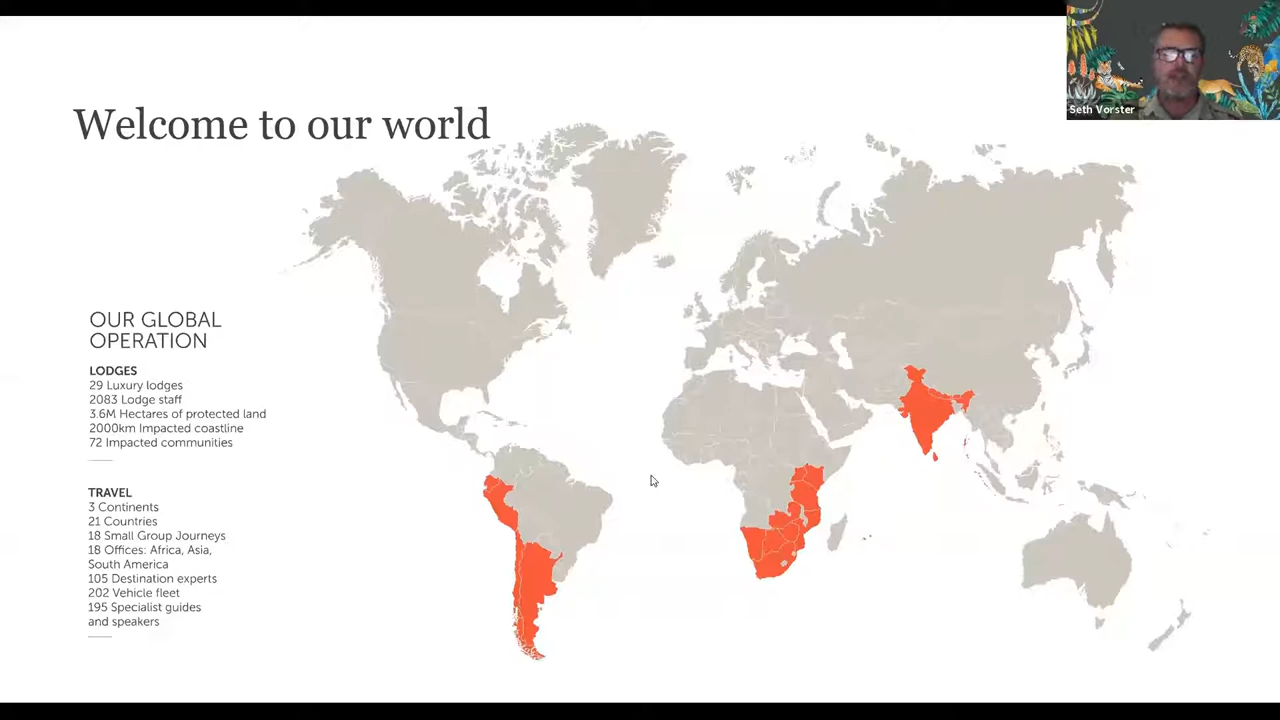 Seth Vorster
Welcome to our world
OUR GLOBAL
OPERATION
LODGES
29 Luxury lodges
2083 Lodge staff
3.6M Hectares of protected land
2000km Impacted coastline
72 Impacted communities
TRAVEL
3 Continents
21 Countries
18 Small Group Journeys
18 Offices: Africa, Asia,
South America
105 Destination experts
202 Vehicle fleet
195 Specialist guides
and speakers